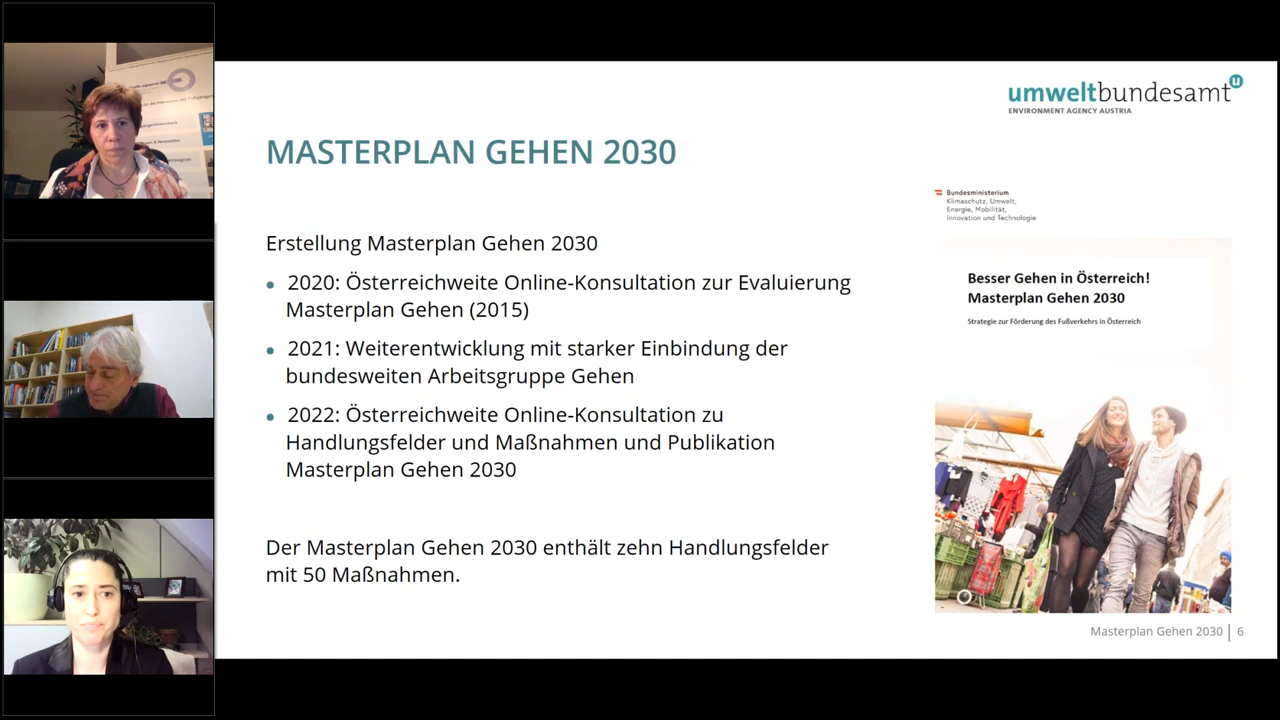 umweltbundesamt u
ENVIRONMENT AGENCY AUSTRIA
MASTERPLAN GEHEN 2030
Erstellung Masterplan Gehen 2030
• 2020: Österreichweite Online-Konsultation zur Evaluierung
Masterplan Gehen (2015)
• 2021: Weiterentwicklung mit starker Einbindung der
bundesweiten Arbeitsgruppe Gehen
• 2022: Österreichweite Online-Konsultation zu
Handlungsfelder und Maßnahmen und Publikation
Masterplan Gehen 2030
Der Masterplan Gehen 2030 enthält zehn Handlungsfelder
mit 50 Maßnahmen.
Bundesministerium
Klimaschutz, Umwelt,
Energie, Mobilität,
Innovation und Technologie
Besser Gehen in Österreich!
Masterplan Gehen 2030
Strategie zur Förderung des Fußverkehrs in Österreich
Masterplan Gehen 2030 | 6